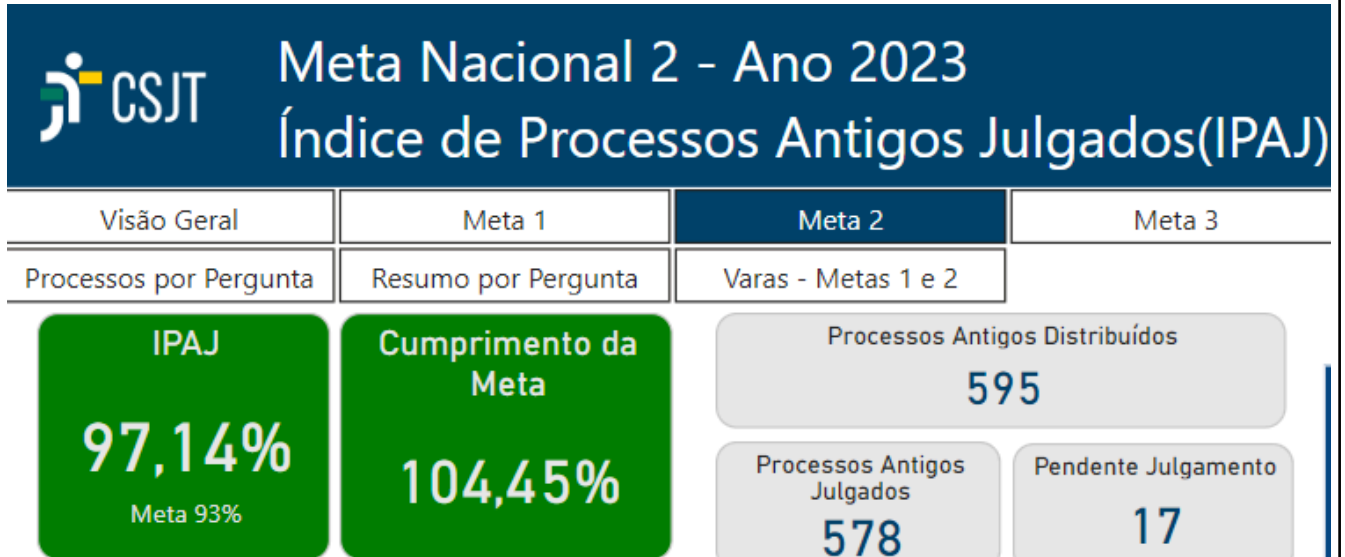 CSJT
Meta Nacional 2 - Ano 2023
Índice de Processos Antigos Julgados(IPAJ)
Visão Geral
Meta 1
Meta 2
Meta 3
Processos por Pergunta
Resumo por Pergunta
Varas - Metas 1 e 2
IPAJ
97,14%
Meta 93%
Cumprimento da
Meta
104,45%
Processos Antigos Distribuídos
595
Processos Antigos
Julgados
578
Pendente Julgamento
17